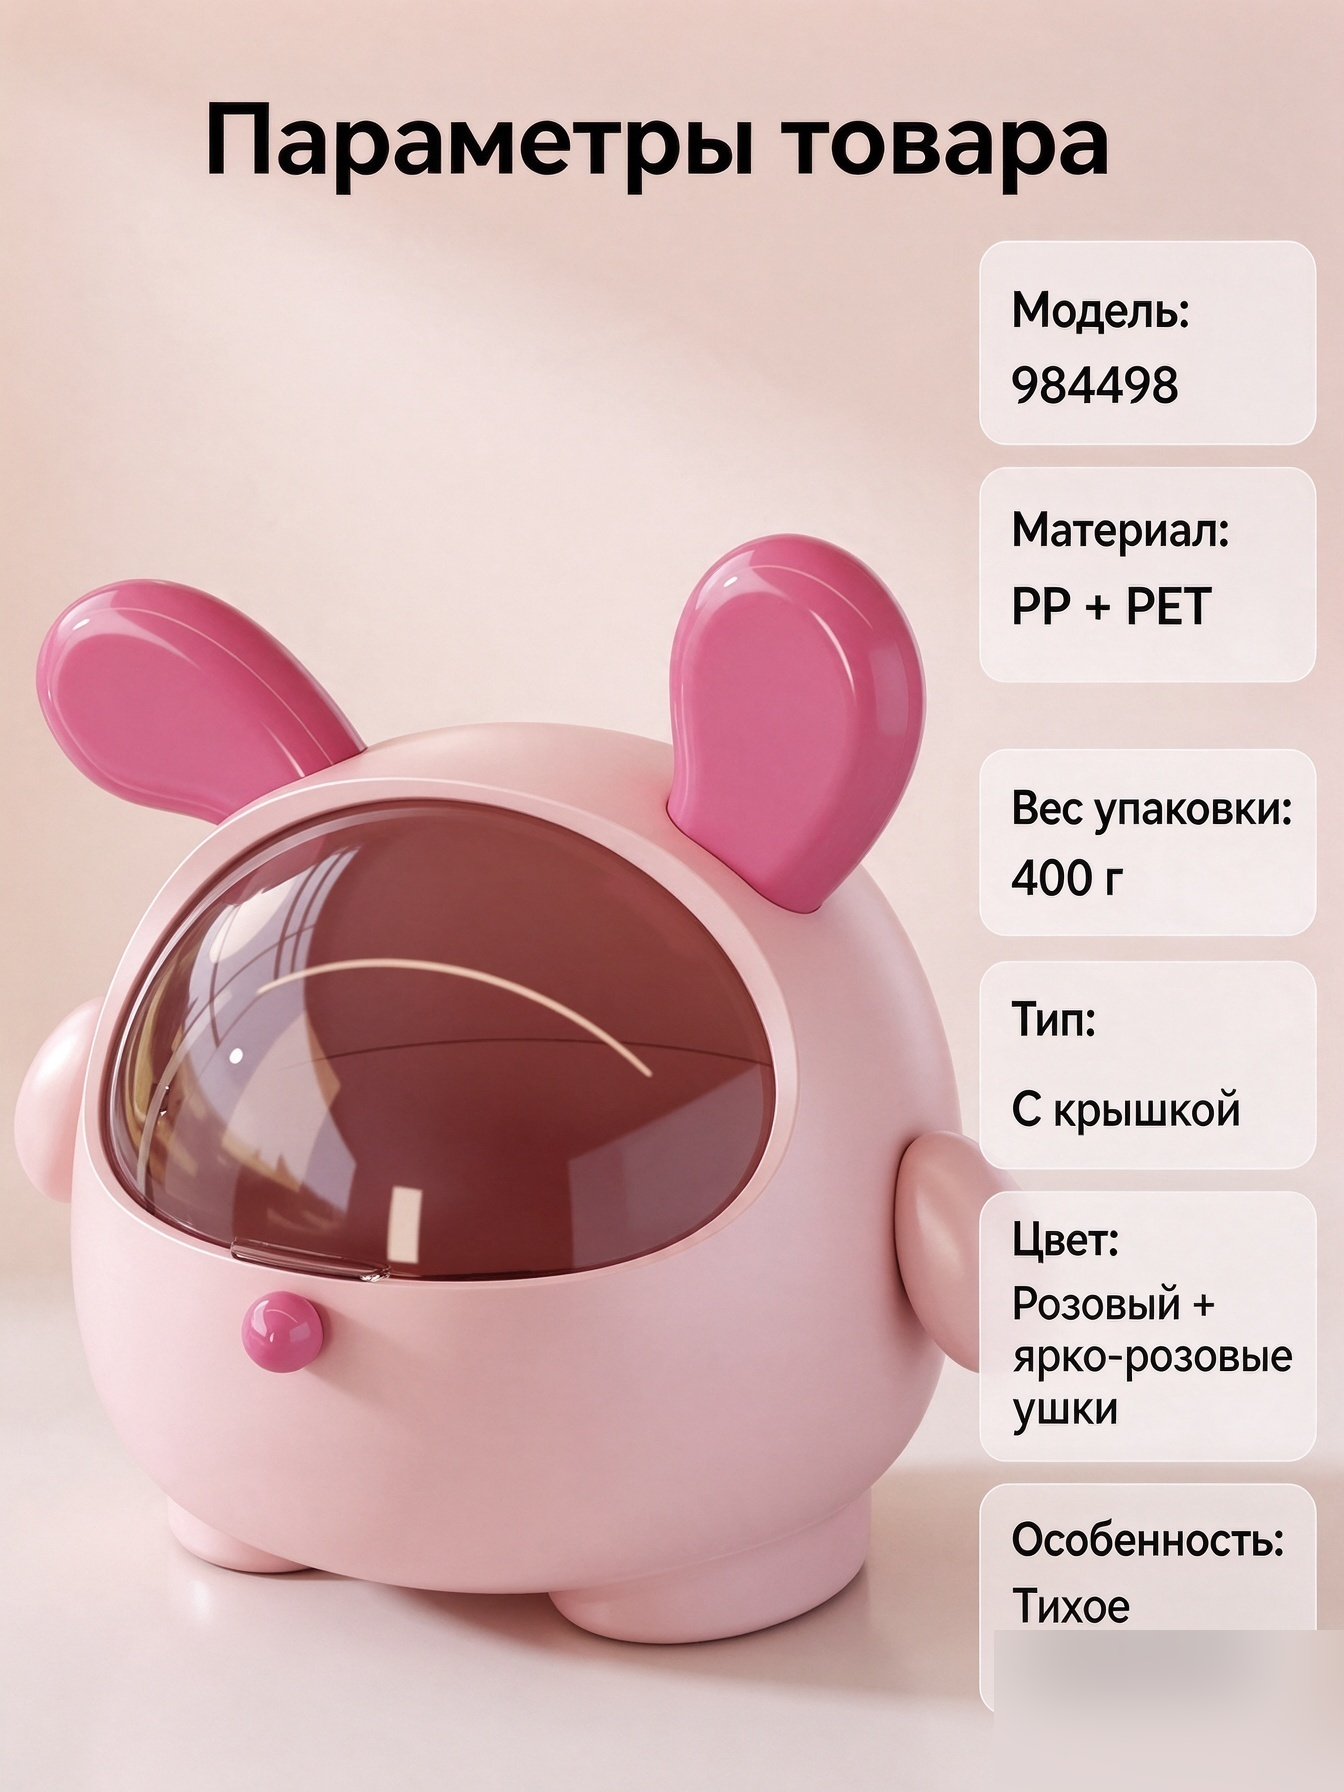 Параметры товара
Модель:
984498
Материал:
PP + PET
Вес упаковки:
400 г
Тип:
С крышкой
Цвет:
Розовый +
ярко-розовые
ушки
Особенность:
Тихое